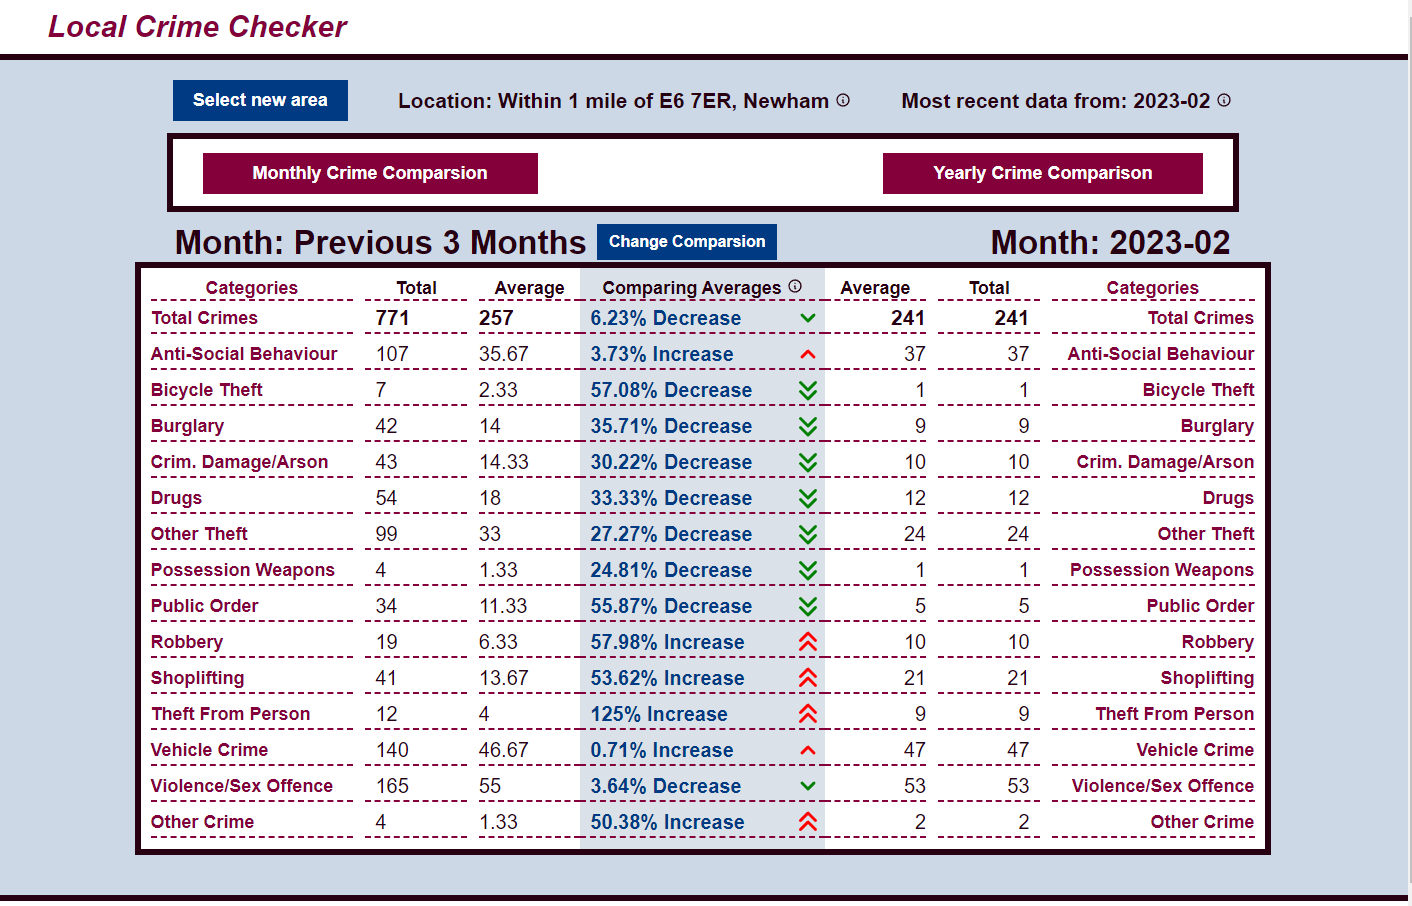 Local Crime Checker
Select new area Location: Within 1 mile of E6 7ER, Newham Most recent data from: 2023-02
Monthly Crime Comparsion Yearly Crime Comparison
Month: Previous 3 Months Change Comparsion Month: 2023-02
Categories Total Average Comparing Averages Average Total Categories
Total Crimes 771 257 6.23% Decrease 241 241 Total Crimes
Anti-Social Behaviour 107 35.67 3.73% Increase 37 37 Anti-Social Behaviour
Bicycle Theft 7 2.33 57.08% Decrease 1 1 Bicycle Theft
Burglary 42 14 35.71% Decrease 9 9 Burglary
Crim. Damage/Arson 43 14.33 30.22% Decrease 10 10 Crim. Damage/Arson
Drugs 54 18 33.33% Decrease 12 12 Drugs
Other Theft 99 33 27.27% Decrease 24 24 Other Theft
Possession Weapons 4 1.33 24.81% Decrease 1 1 Possession Weapons
Public Order 34 11.33 55.87% Decrease 5 5 Public Order
Robbery 19 6.33 57.98% Increase 10 10 Robbery
Shoplifting 41 13.67 53.62% Increase 21 21 Shoplifting
Theft From Person 12 4 125% Increase 9 9 Theft From Person
Vehicle Crime 140 46.67 0.71% Increase 47 47 Vehicle Crime
Violence/Sex Offence 165 55 3.64% Decrease 53 53 Violence/Sex Offence
Other Crime 4 1.33 50.38% Increase 2 2 Other Crime